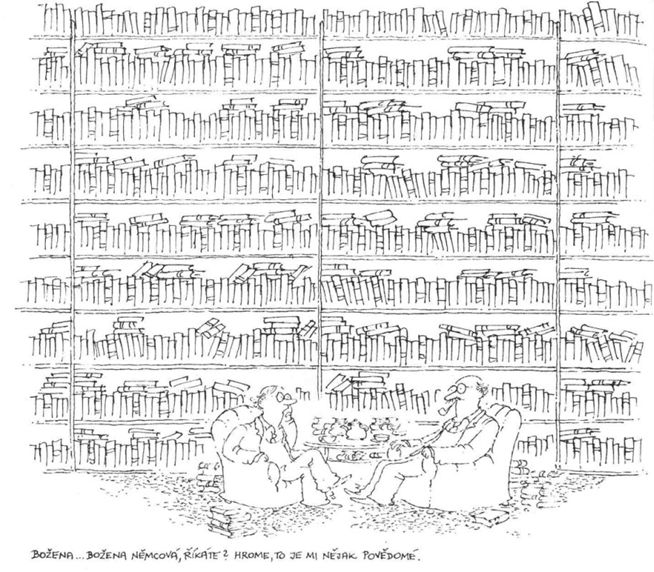 BOŽENA... BOŽENA NĚMCOVÁ, ŘÍKÁTE? HROME, TO JE MI NĚJAK POVĚDOMÉ.